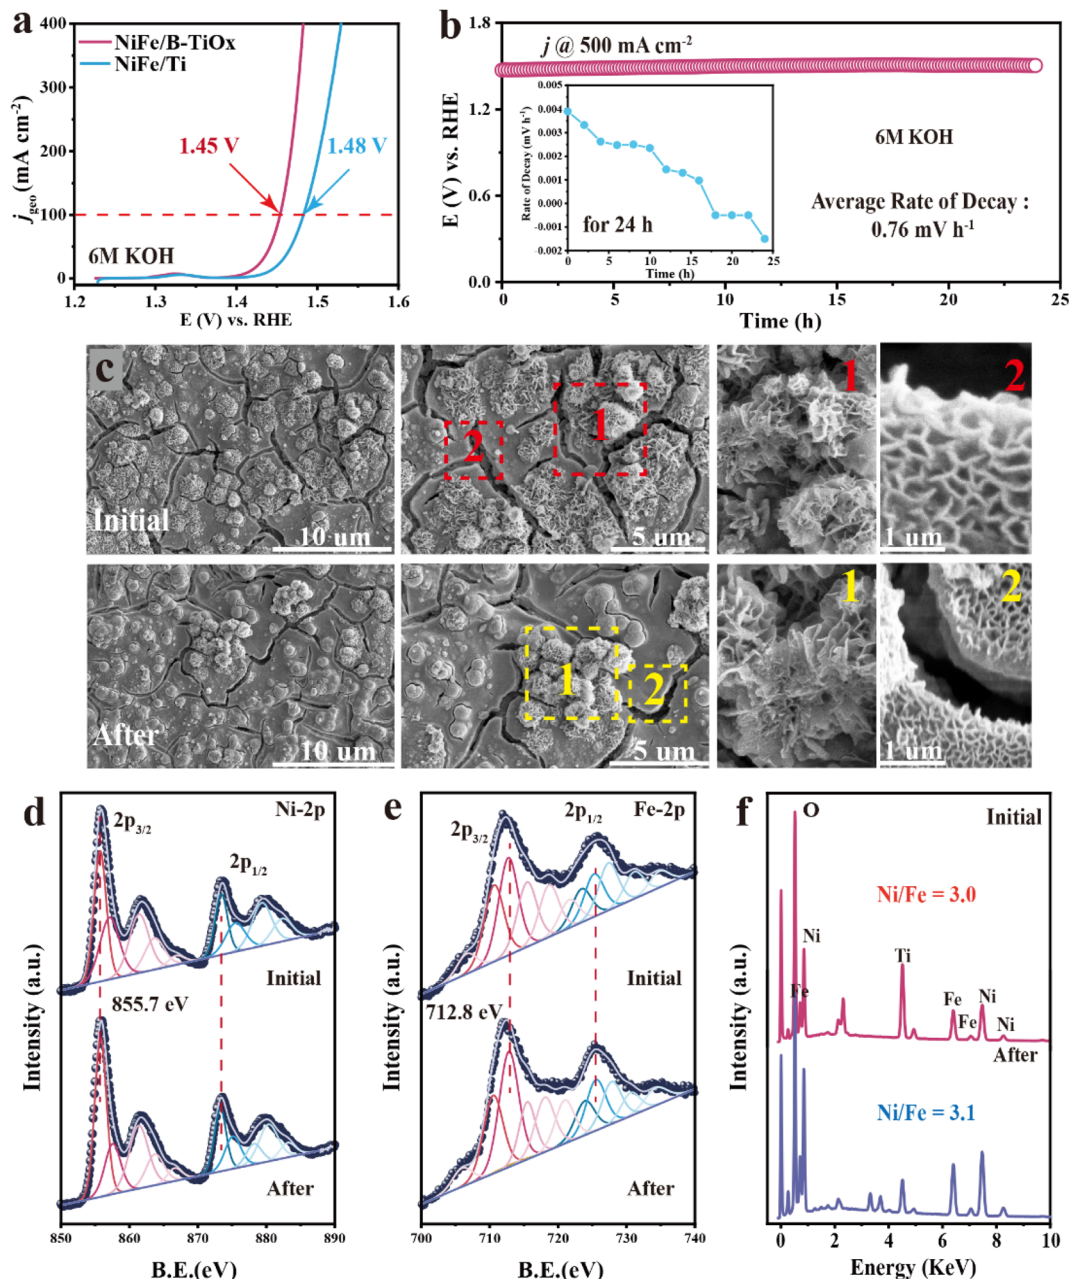 a
NiFe/B-TiOx
NiFe/Ti
1.45 V
1.48 V
6M KOH
j_geo (mA cm⁻²)
400
300
200
100
0
1.2
1.3
1.4
1.5
1.6
E (V) vs. RHE
b
j @ 500 mA cm⁻²
6M KOH
Average Rate of Decay :
0.76 mV h⁻¹
E (V) vs. RHE
1.8
1.2
0.6
0.0
0
5
10
15
20
25
Time (h)
Rate of Decay (mV h⁻¹)
0.005
0.004
0.003
0.002
0.001
0.000
-0.001
-0.002
for 24 h
0
5
10
15
20
25
Time (h)
c
Initial
10 um
1
2
5 um
1
2
1 um
After
10 um
1
2
5 um
1
2
1 um
d
Ni-2p
2p₃/₂
2p₁/₂
Initial
855.7 eV
After
Intensity (a.u.)
850
860
870
880
890
B.E.(eV)
e
Fe-2p
2p₃/₂
2p₁/₂
Initial
712.8 eV
After
Intensity (a.u.)
700
710
720
730
740
B.E.(eV)
f
O
Initial
Ni/Fe = 3.0
Ni
Fe
Ti
Fe
Fe
Ni
Ni
After
Ni/Fe = 3.1
Intensity (a.u.)
0
2
4
6
8
10
Energy (KeV)